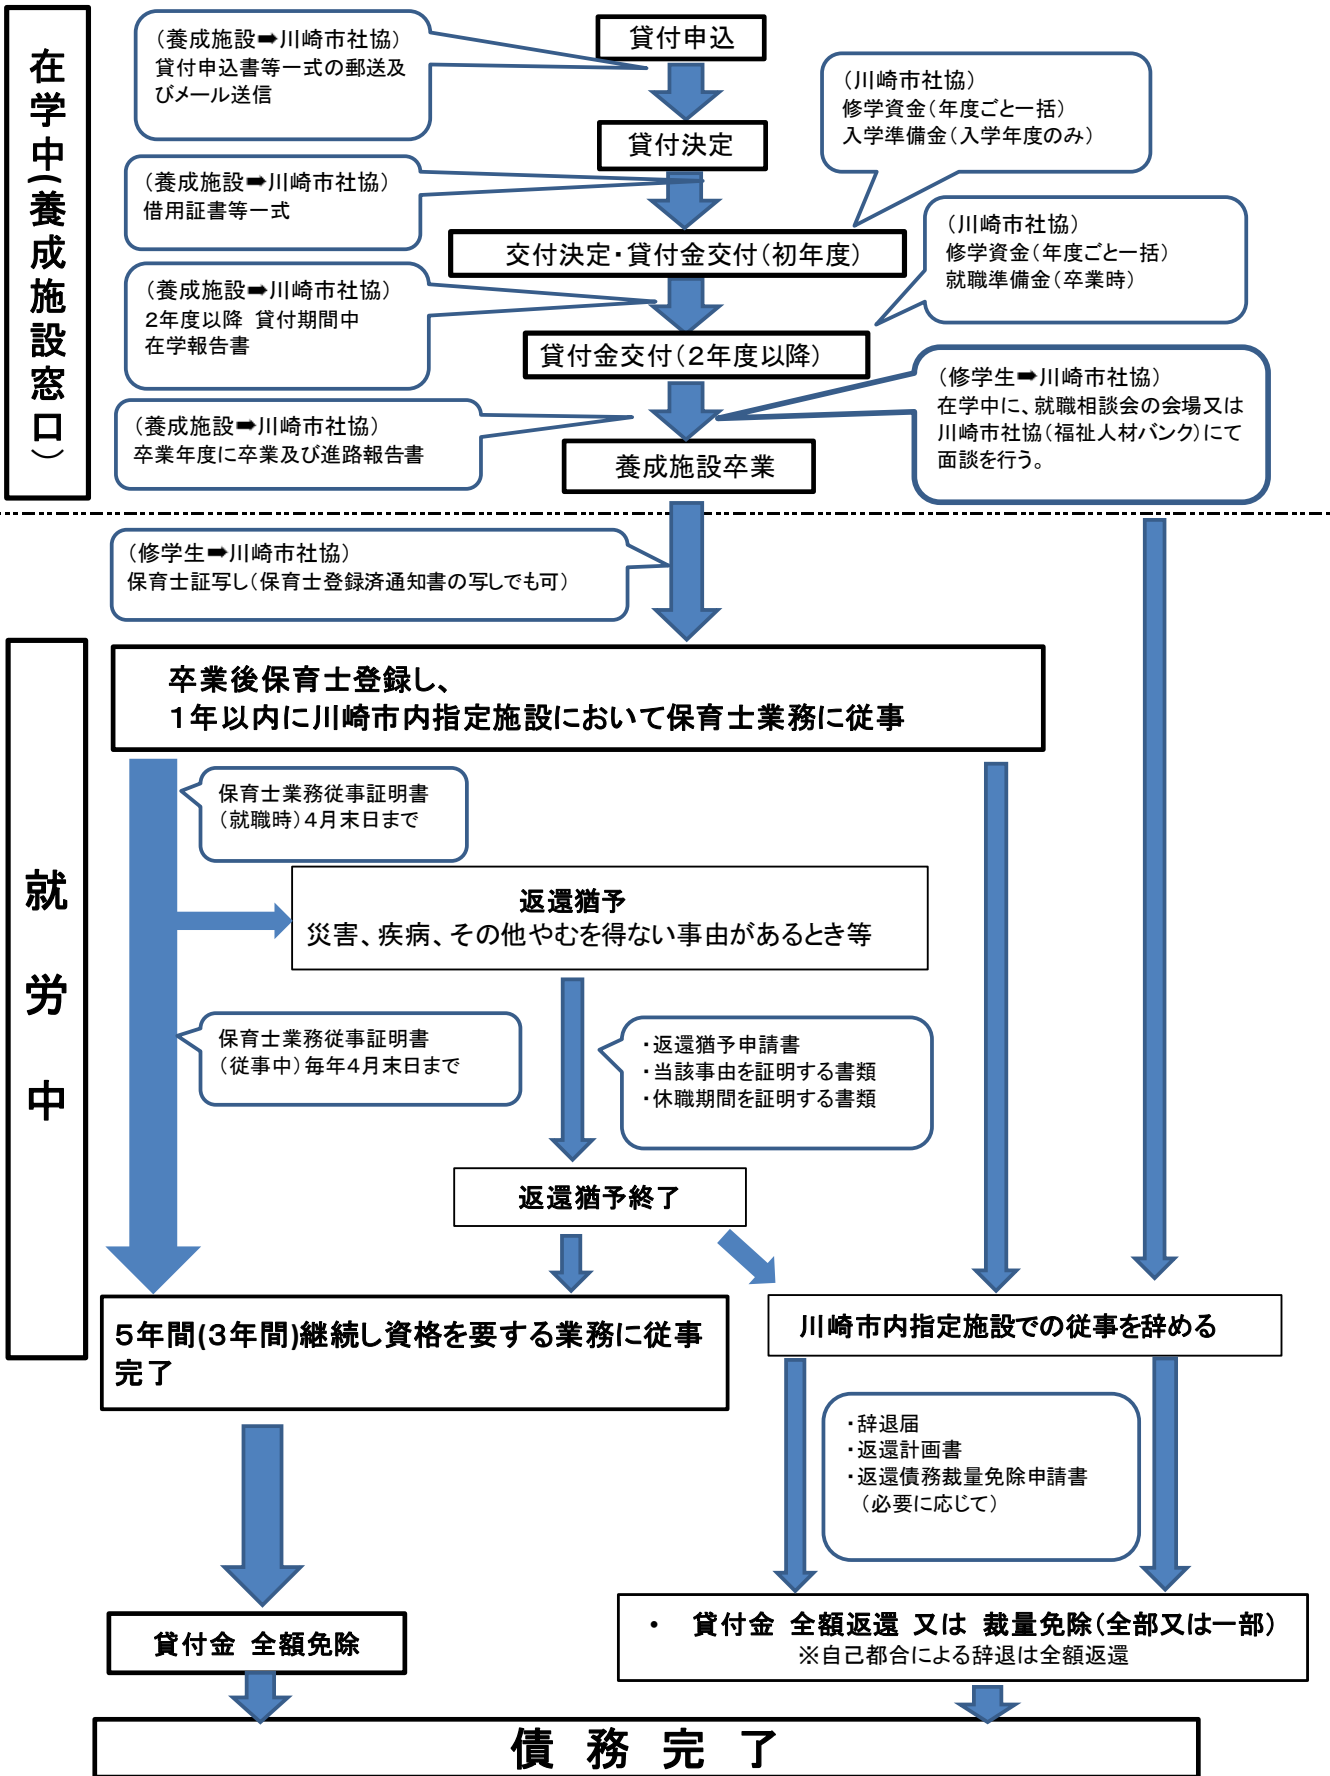 在学中(養成施設窓口)
貸付申込
(養成施設➡川崎市社協)
貸付申込書等一式の郵送及
びメール送信
(川崎市社協)
修学資金(年度ごと一括)
入学準備金(入学年度のみ)
貸付決定
(養成施設➡川崎市社協)
借用証書等一式
交付決定・貸付金交付(初年度)
(川崎市社協)
修学資金(年度ごと一括)
就職準備金(卒業時)
(養成施設➡川崎市社協)
2年度以降 貸付期間中
在学報告書
貸付金交付(2年度以降)
(修学生➡川崎市社協)
在学中に、就職相談会の会場又は
川崎市社協(福祉人材バンク)にて
面談を行う。
(養成施設➡川崎市社協)
卒業年度に卒業及び進路報告書
養成施設卒業
(修学生➡川崎市社協)
保育士証写し(保育士登録済通知書の写しでも可)
就労中
卒業後保育士登録し、
1年以内に川崎市内指定施設において保育士業務に従事
保育士業務従事証明書
(就職時)4月末日まで
返還猶予
災害、疾病、その他やむを得ない事由があるとき等
保育士業務従事証明書
(従事中)毎年4月末日まで
・返還猶予申請書
・当該事由を証明する書類
・休職期間を証明する書類
返還猶予終了
5年間(3年間)継続し資格を要する業務に従事
完了
川崎市内指定施設での従事を辞める
・辞退届
・返還計画書
・返還債務裁量免除申請書
(必要に応じて)
貸付金 全額免除
• 貸付金 全額返還 又は 裁量免除(全部又は一部)
※自己都合による辞退は全額返還
債務完了